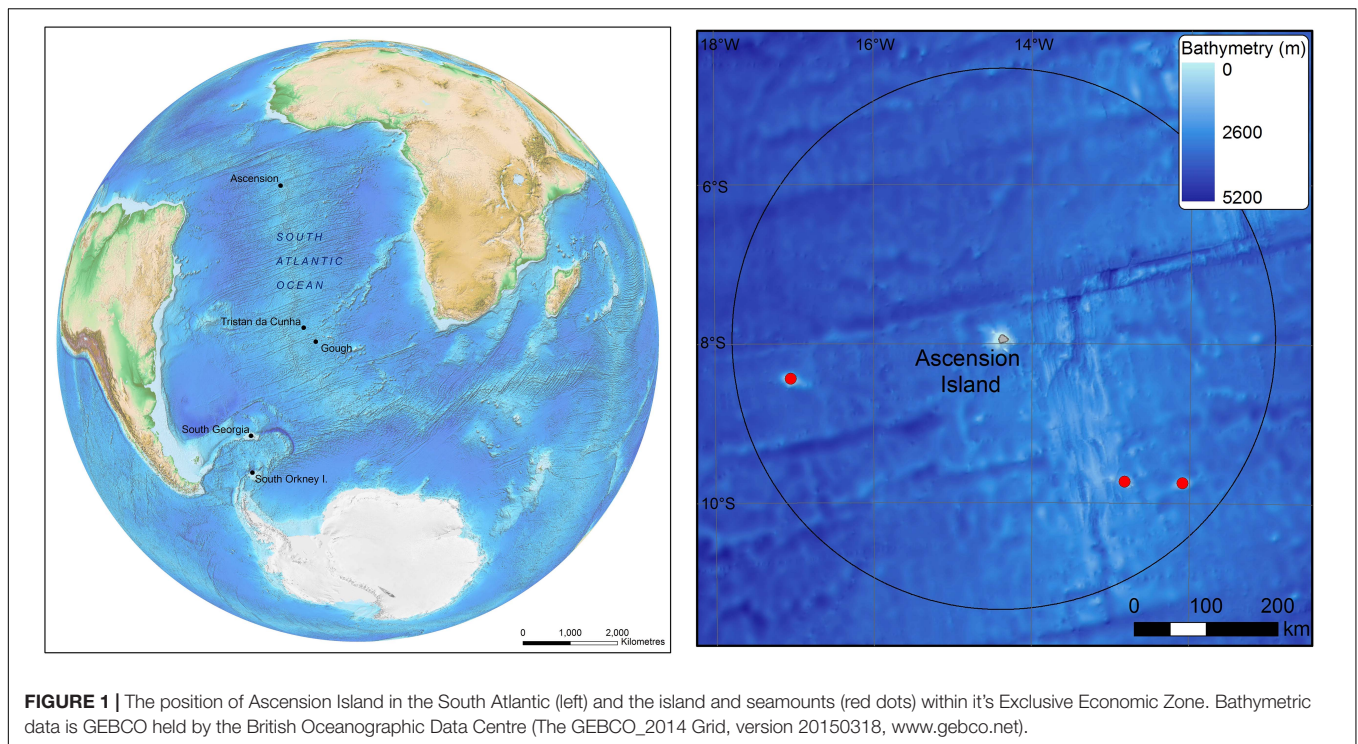 Ascension
SOUTH
ATLANTIC
OCEAN
Tristan da Cunha
Gough
South Georgia
South Orkney I.
0 1,000 2,000
Kilometres
18°W 16°W 14°W
Bathymetry (m)
0
2600
5200
6°S
8°S
Ascension
Island
10°S
0 100 200
km
FIGURE 1 | The position of Ascension Island in the South Atlantic (left) and the island and seamounts (red dots) within it's Exclusive Economic Zone. Bathymetric
data is GEBCO held by the British Oceanographic Data Centre (The GEBCO_2014 Grid, version 20150318, www.gebco.net).